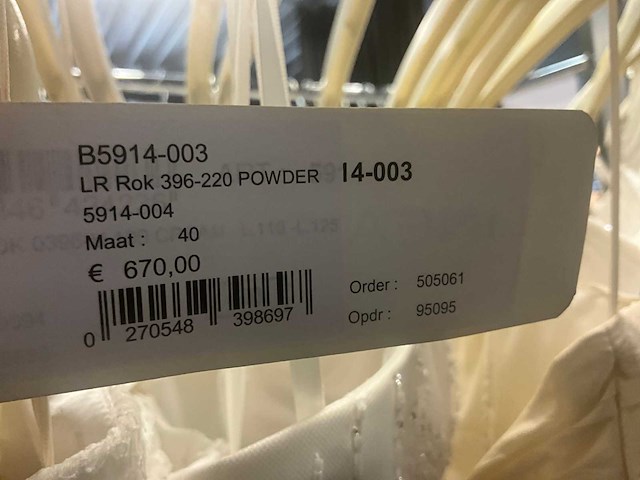 B5914-003
LR Rok 396-220 POWDER
14-003
5914-004
Maat : 40
€ 670,00
0 270548 398697
Order : 505061
Opdr : 95095